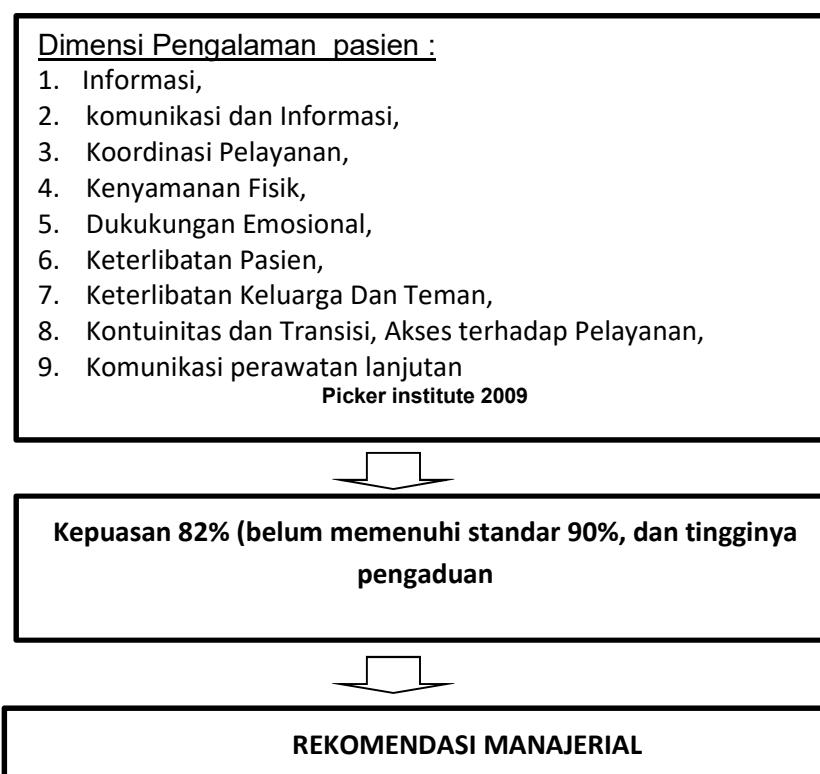 Dimensi Pengalaman pasien :
1. Informasi,
2. komunikasi dan Informasi,
3. Koordinasi Pelayanan,
4. Kenyamanan Fisik,
5. Dukukungan Emosional,
6. Keterlibatan Pasien,
7. Keterlibatan Keluarga Dan Teman,
8. Kontuinitas dan Transisi, Akses terhadap Pelayanan,
9. Komunikasi perawatan lanjutan
Picker institute 2009
Kepuasan 82% (belum memenuhi standar 90%, dan tingginya
pengaduan
REKOMENDASI MANAJERIAL